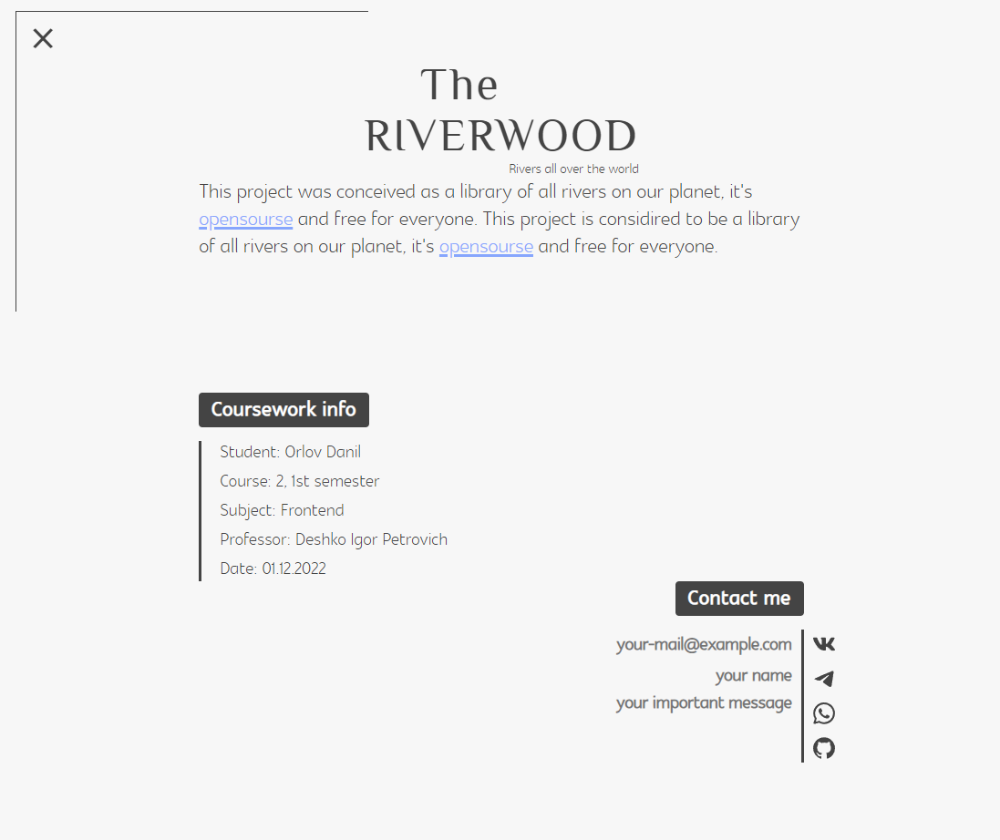 The
RIVERWOOD
Rivers all over the world
This project was conceived as a library of all rivers on our planet, it's
opensourse and free for everyone. This project is considired to be a library
of all rivers on our planet, it's opensourse and free for everyone.
Coursework info
Student: Orlov Danil
Course: 2, 1st semester
Subject: Frontend
Professor: Deshko Igor Petrovich
Date: 01.12.2022
Contact me
your-mail@example.com
your name
your important message